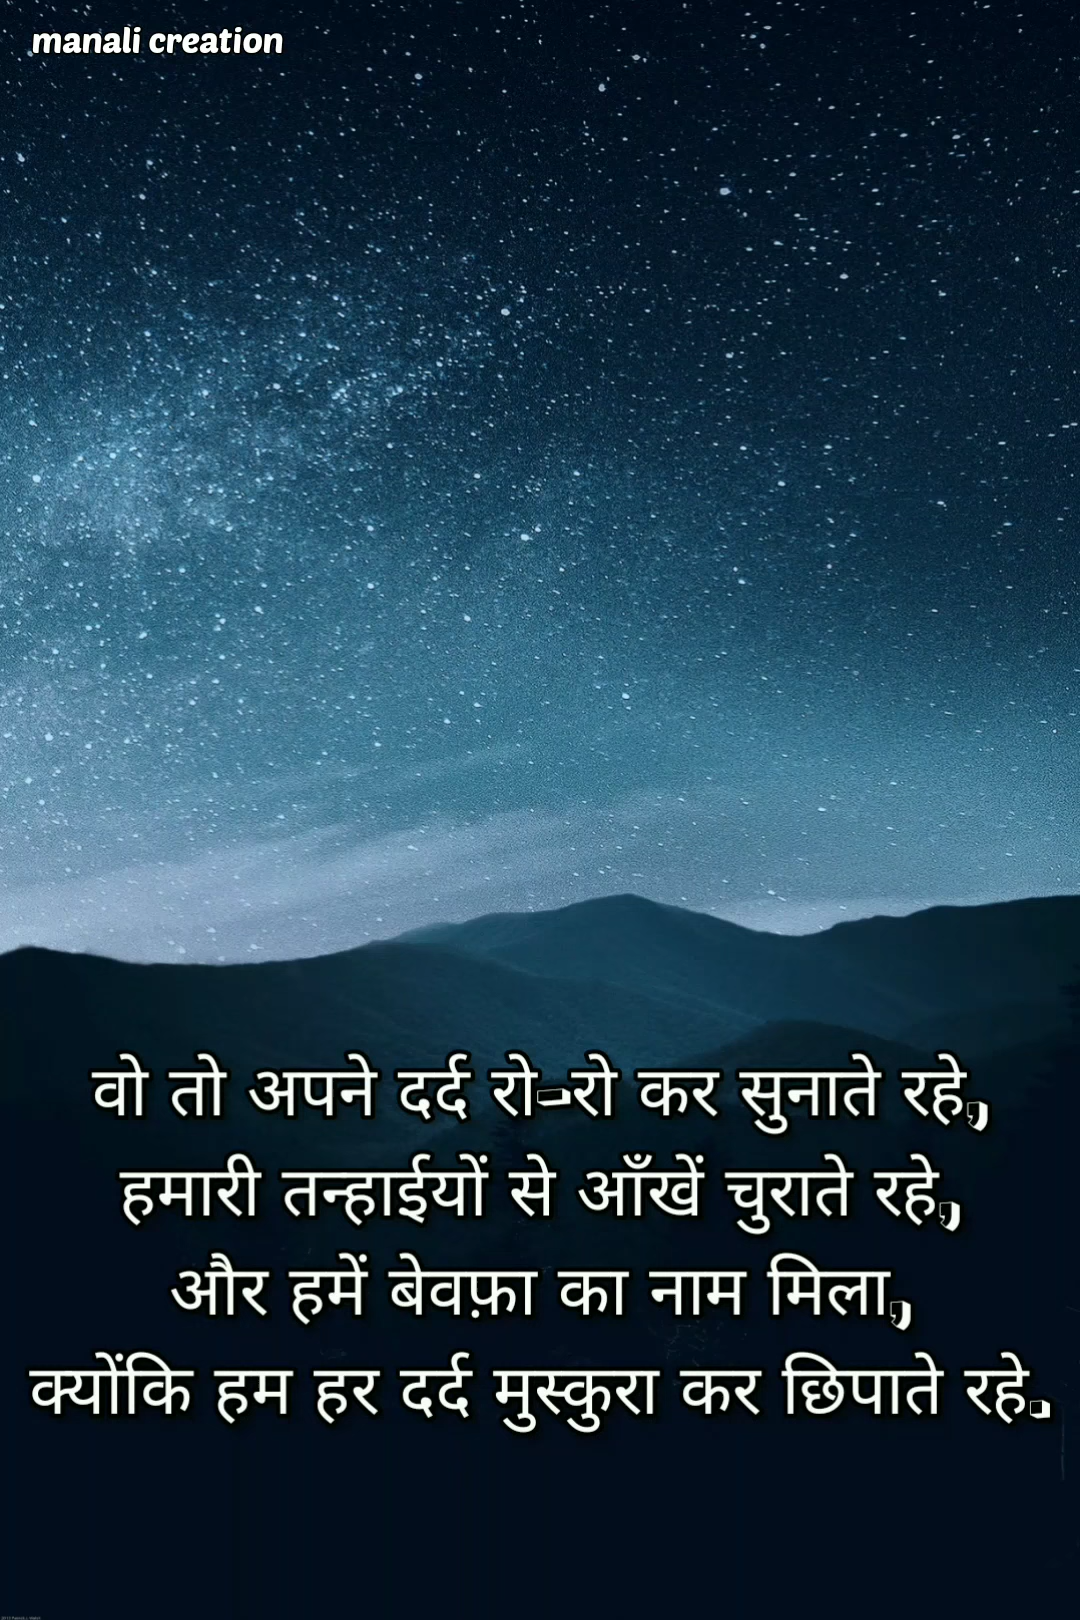 manali creation
वो तो अपने दर्द रो-रो कर सुनाते रहे,
हमारी तन्हाईयों से आँखें चुराते रहे,
और हमें बेवफ़ा का नाम मिला,
क्योंकि हम हर दर्द मुस्कुरा कर छिपाते रहे.